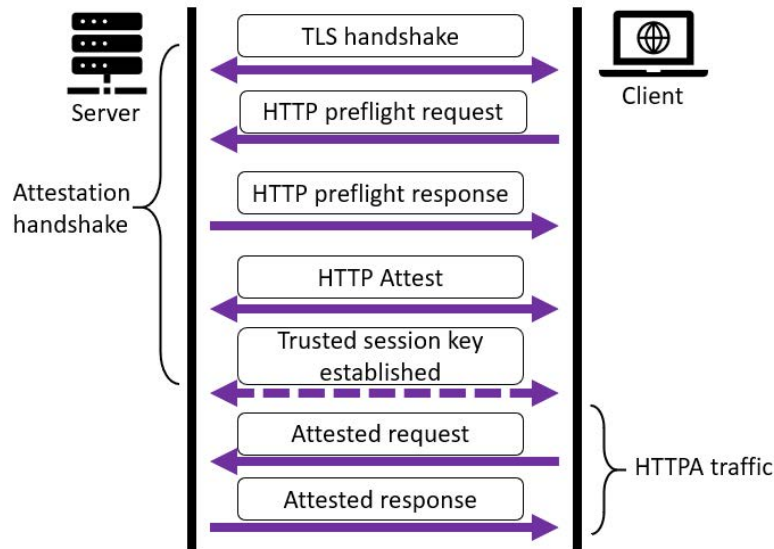 TLS handshake
Server
Client
HTTP preflight request
Attestation
handshake
HTTP preflight response
HTTP Attest
Trusted session key
established
Attested request
HTTPA traffic
Attested response